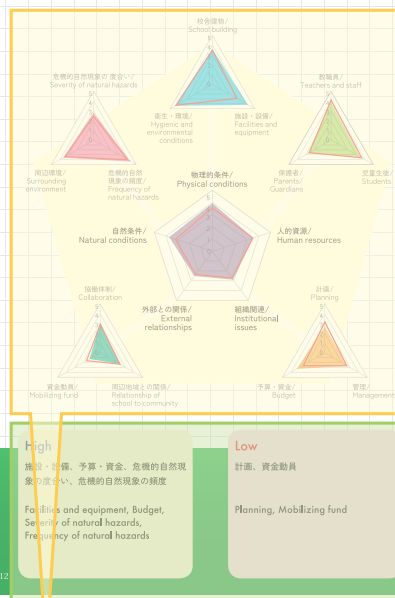 校舎建物/
School building
危機的自然現象の度合い/
Severity of natural hazards
教職員/
Teachers and staff
衛生・環境/
Hygienic and
environmental
conditions
施設・設備/
Facilities and
equipment
周辺環境/
Surrounding
environment
危機的自然
現象の頻度/
Frequency of
natural hazards
保護者/
Parents/
Guardians
児童生徒/
Students
物理的条件/
Physical conditions
自然条件/
Natural conditions
人的資源/
Human resources
外部との関係/
External
relationships
組織関連/
Institutional
issues
協働体制/
Collaboration
計画/
Planning
資金動員/
Mobilizing fund
周辺地域との関係/
Relationship of
school to community
予算・資金/
Budget
管理/
Management
High
施設・設備、予算・資金、危機的自然現
象の度合い、危機的自然現象の頻度
Facilities and equipment, Budget,
Severity of natural hazards,
Frequency of natural hazards
Low
計画、資金動員
Planning, Mobilizing fund
12